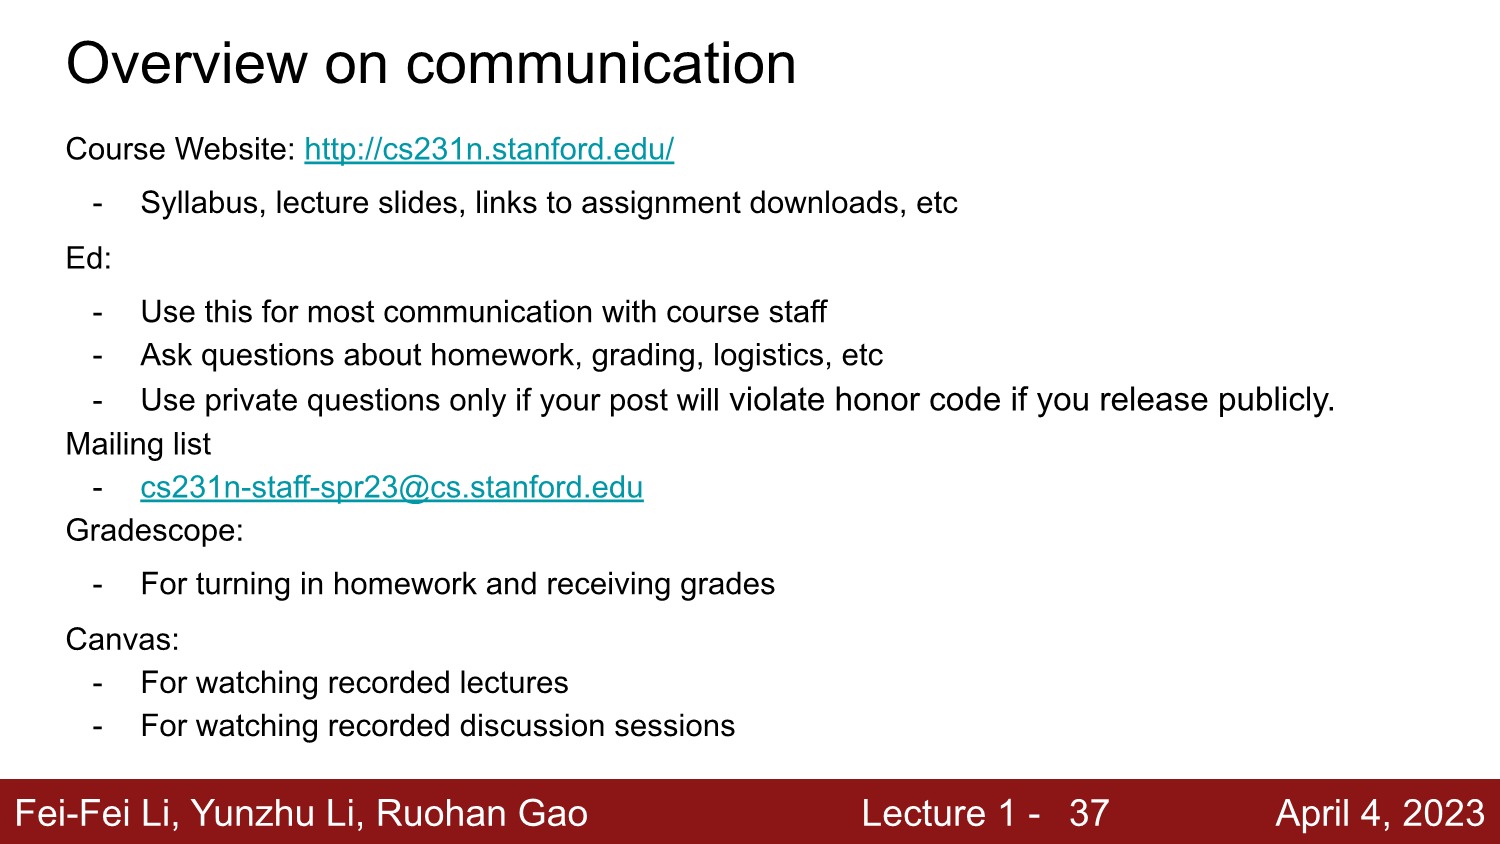 Overview on communication
Course Website: http://cs231n.stanford.edu/
- Syllabus, lecture slides, links to assignment downloads, etc
Ed:
- Use this for most communication with course staff
- Ask questions about homework, grading, logistics, etc
- Use private questions only if your post will violate honor code if you release publicly.
Mailing list
- cs231n-staff-spr23@cs.stanford.edu
Gradescope:
- For turning in homework and receiving grades
Canvas:
- For watching recorded lectures
- For watching recorded discussion sessions
Fei-Fei Li, Yunzhu Li, Ruohan Gao Lecture 1 - 37 April 4, 2023